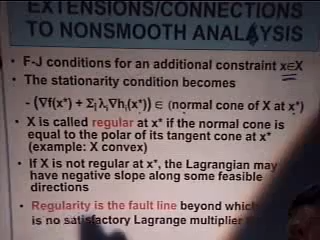 EXTENSIONS/CONNECTIONS
TO NONSMOOTH ANALYSIS
• F-J conditions for an additional constraint x∈X
• The stationarity condition becomes
- (∇f(x*) + Σᵢλᵢ∇hᵢ(x*)) ∈ (normal cone of X at x*)
• X is called regular at x* if the normal cone is
equal to the polar of its tangent cone at x*
(example: X convex)
• If X is not regular at x*, the Lagrangian may
have negative slope along some feasible
directions
• Regularity is the fault line beyond
is no satisfactory Lagrange multiplier